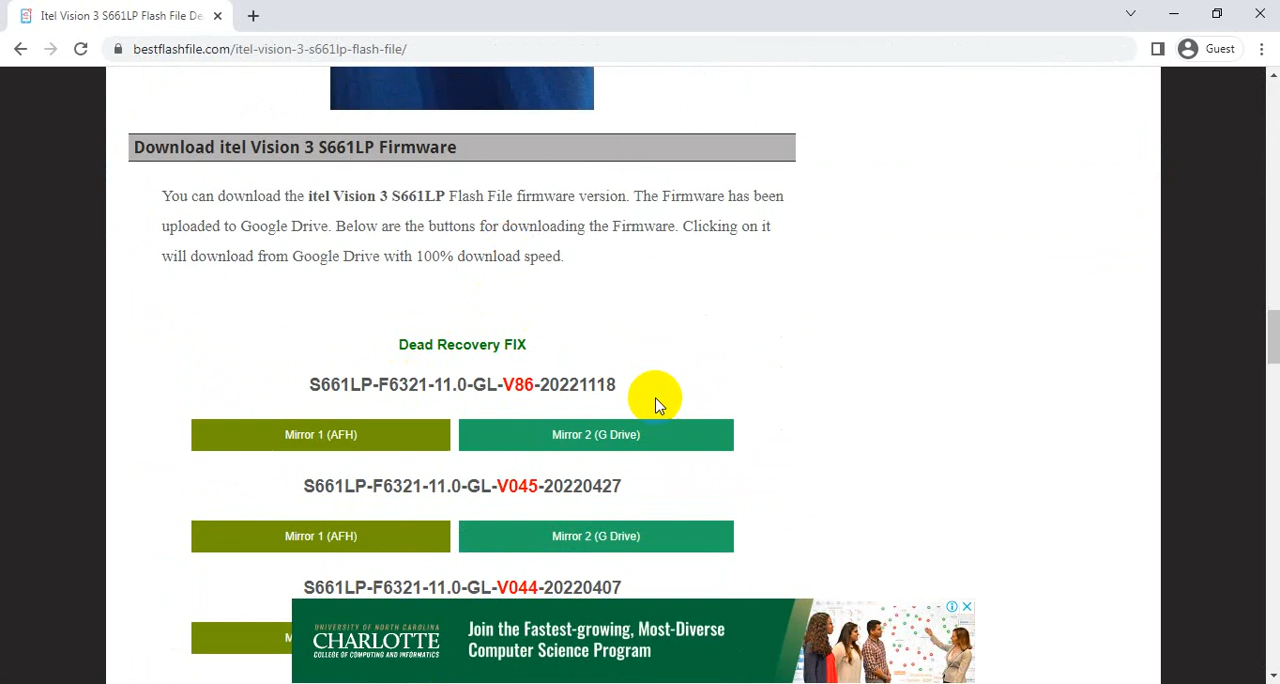 Itel Vision 3 S661LP Flash File De
bestflashfile.com/itel-vision-3-s661lp-flash-file/
Guest
Download itel Vision 3 S661LP Firmware
You can download the itel Vision 3 S661LP Flash File firmware version. The Firmware has been
uploaded to Google Drive. Below are the buttons for downloading the Firmware. Clicking on it
will download from Google Drive with 100% download speed.
Dead Recovery FIX
S661LP-F6321-11.0-GL-V86-20221118
Mirror 1 (AFH)
Mirror 2 (G Drive)
S661LP-F6321-11.0-GL-V045-20220427
Mirror 1 (AFH)
Mirror 2 (G Drive)
S661LP-F6321-11.0-GL-V044-20220407
UNIVERSITY OF NORTH CAROLINA
CHARLOTTE
COLLEGE OF COMPUTING AND INFORMATICS
Join the Fastest-growing, Most-Diverse
Computer Science Program